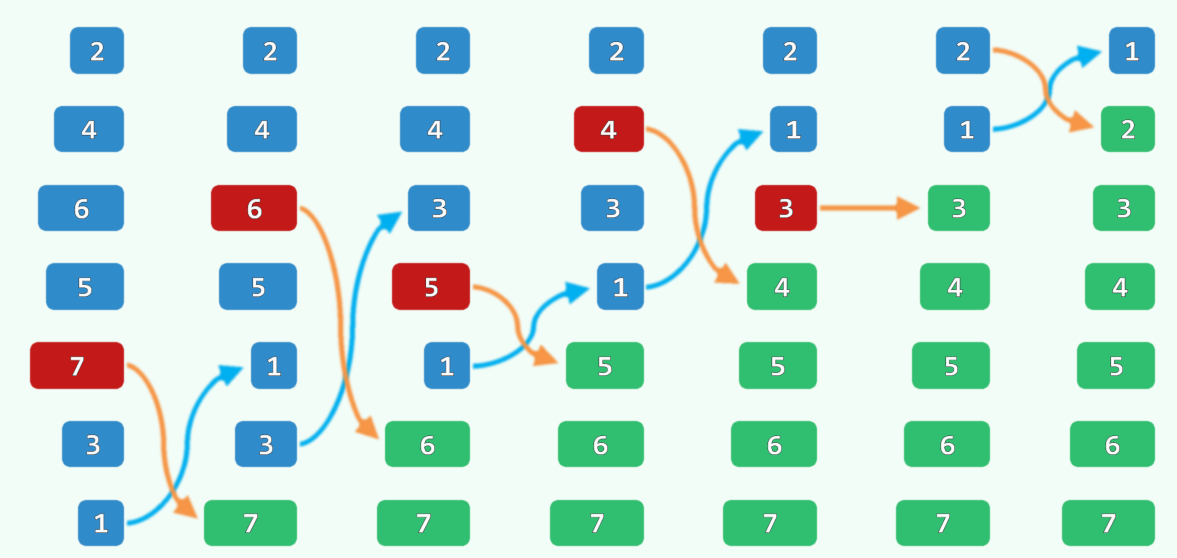 2 2 2 2 2 2 1
4 4 4 4 1 1 2
6 6 3 3 3 3 3
5 5 5 1 4 4 4
7 1 1 5 5 5 5
3 3 6 6 6 6 6
1 7 7 7 7 7 7